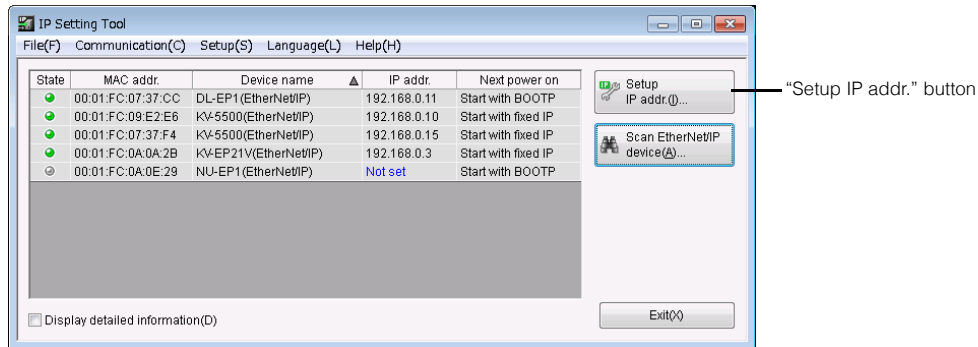 IP Setting Tool
File(F) Communication(C) Setup(S) Language(L) Help(H)
State MAC addr. Device name IP addr. Next power on
00:01:FC:07:37:CC DL-EP1(EtherNet/IP) 192.168.0.11 Start with BOOTP
00:01:FC:09:E2:E6 KV-5500(EtherNet/IP) 192.168.0.10 Start with fixed IP
00:01:FC:07:37:F4 KV-5500(EtherNet/IP) 192.168.0.15 Start with fixed IP
00:01:FC:0A:0A:2B KV-EP21V(EtherNet/IP) 192.168.0.3 Start with fixed IP
00:01:FC:0A:0E:29 NU-EP1(EtherNet/IP) Not set Start with BOOTP
Setup
IP addr.(I)...
“Setup IP addr.” button
Scan EtherNet/IP
device(A)...
Display detailed information(D)
Exit(X)